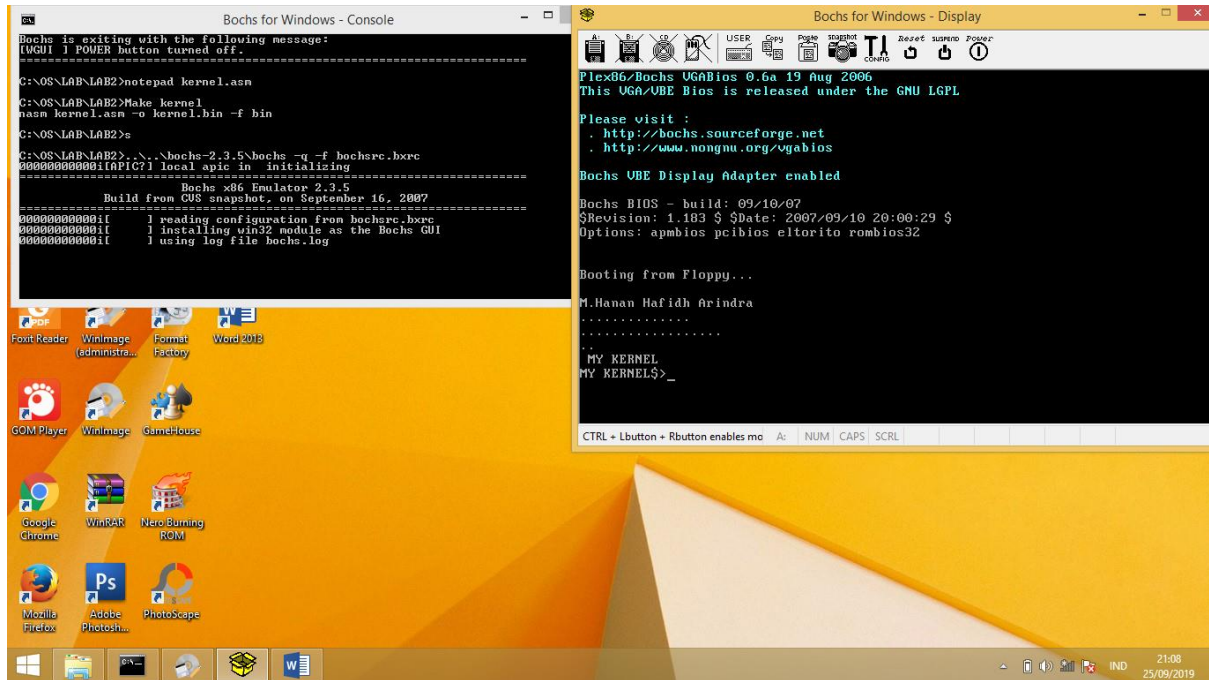 Bochs for Windows - Console
Bochs is exiting with the following message:
[WGUI ] POWER button turned off.
========================================================================
C:\OS\LAB\LAB2>notepad kernel.asm
C:\OS\LAB\LAB2>Make kernel
nasm kernel.asm -o kernel.bin -f bin
C:\OS\LAB\LAB2>s
C:\OS\LAB\LAB2>..\..\bochs-2.3.5\bochs -q -f bochsrc.bxrc
00000000000i[APIC?] local apic in  initializing
========================================================================
Bochs x86 Emulator 2.3.5
Build from CVS snapshot, on September 16, 2007
========================================================================
00000000000i[     ] reading configuration from bochsrc.bxrc
00000000000i[     ] installing win32 module as the Bochs GUI
00000000000i[     ] using log file bochs.log
Bochs for Windows - Display
A: B: CD USER Copy Paste snapshot CONFIG Reset SUSPEND Power
Plex86/Bochs VGABios 0.6a 19 Aug 2006
This VGA/VBE Bios is released under the GNU LGPL
Please visit :
. http://bochs.sourceforge.net
. http://www.nongnu.org/vgabios
Bochs VBE Display Adapter enabled
Bochs BIOS - build: 09/10/07
$Revision: 1.183 $ $Date: 2007/09/10 20:00:29 $
Options: apmbios pcibios eltorito rombios32
Booting from Floppy...
M.Hanan Hafidh Arindra
..............
..................
..
MY KERNEL
MY KERNEL$>_
CTRL + Lbutton + Rbutton enables mo A: NUM CAPS SCRL
Foxit Reader
WinImage (administra...
Format Factory
Word 2013
GOM Player
WinImage
GameHouse
Google Chrome
WinRAR
Nero Burning ROM
Mozilla Firefox
Adobe Photosh...
PhotoScape
IND
21:08
25/09/2019